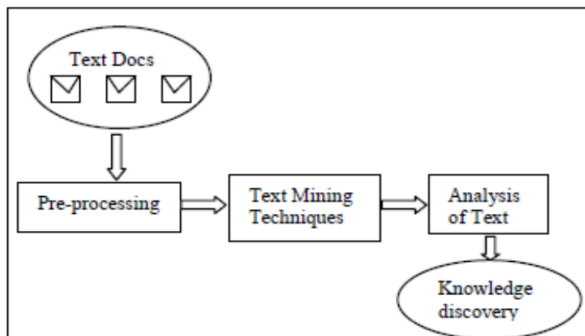 Text Docs
Pre-processing
Text Mining
Techniques
Analysis
of Text
Knowledge
discovery